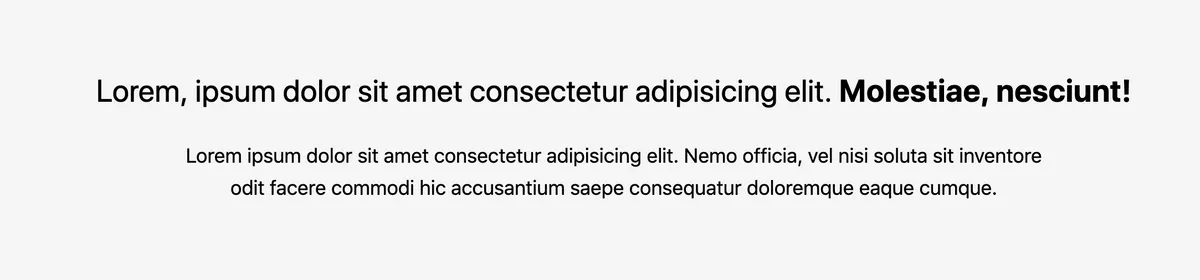 Lorem, ipsum dolor sit amet consectetur adipisicing elit. Molestiae, nesciunt!
Lorem ipsum dolor sit amet consectetur adipisicing elit. Nemo officia, vel nisi soluta sit inventore
odit facere commodi hic accusantium saepe consequatur doloremque eaque cumque.